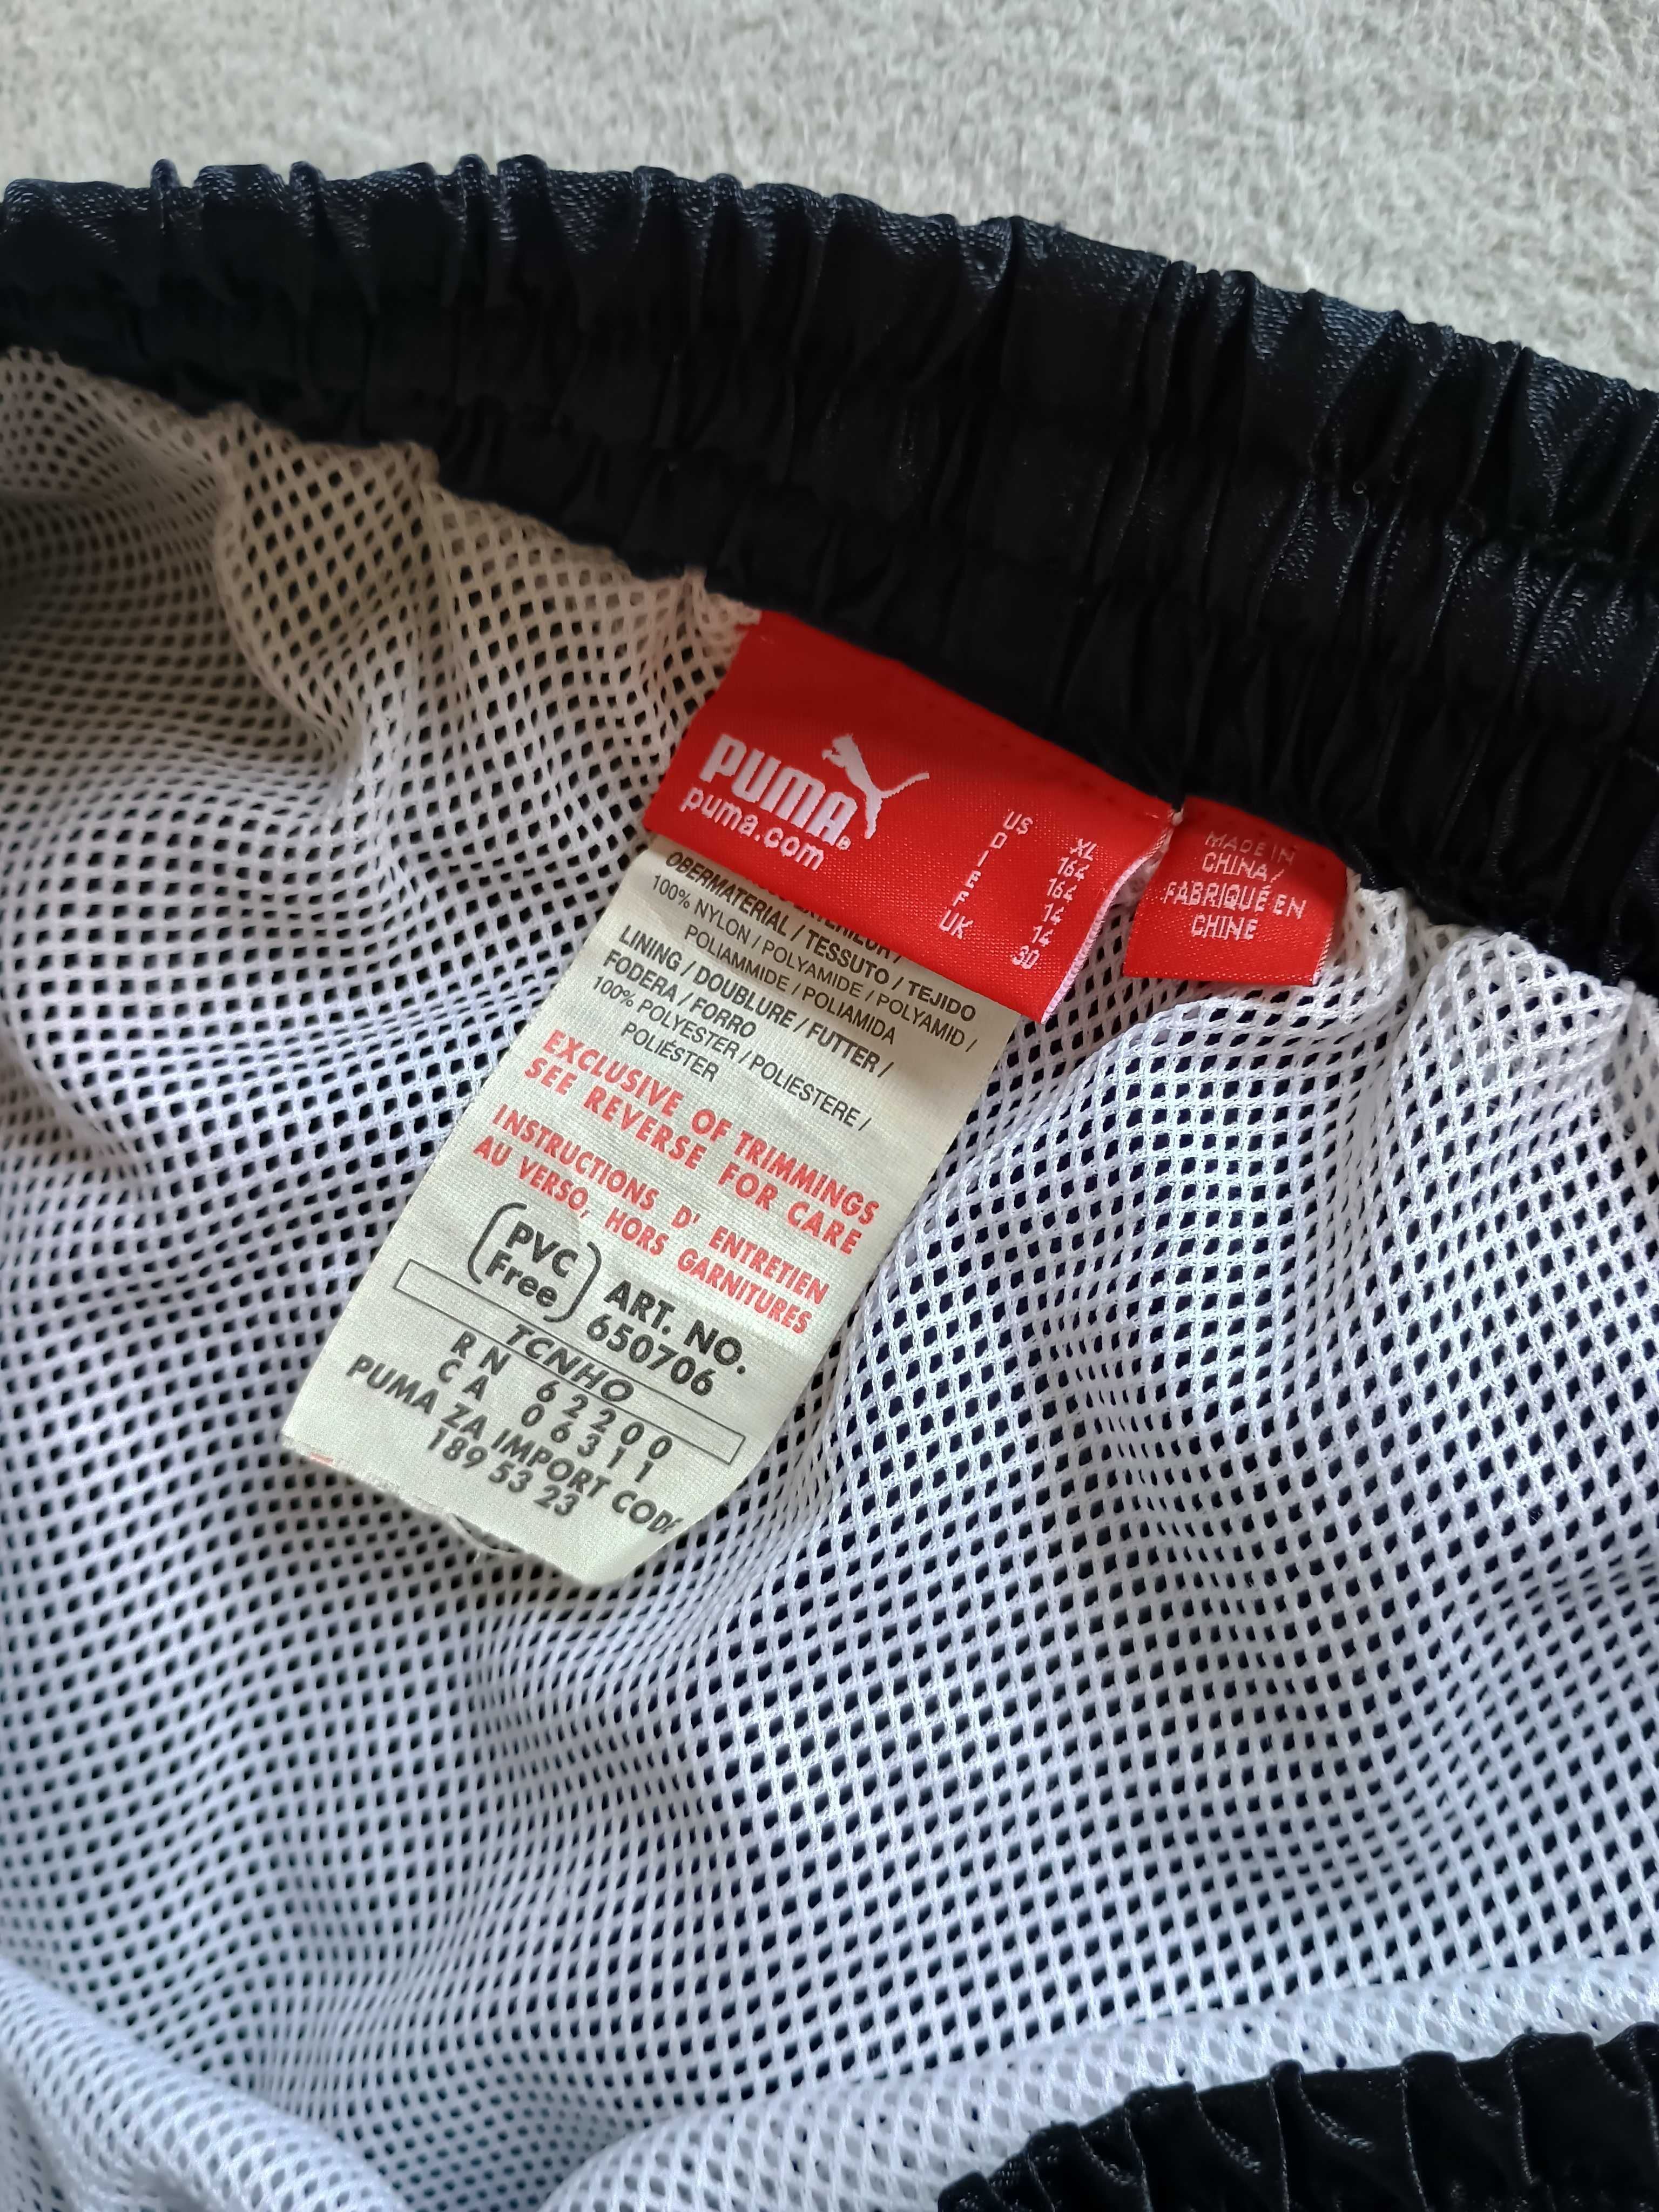 PUMA®
puma.com
US XL
D 164
I 164
E 14
F 14
UK 30
MADE IN
CHINA /
FABRIQUÉ EN
CHINE
OBERMATERIAL / TESSUTO / TEJIDO
100% NYLON / POLYAMIDE / POLYAMID /
POLIAMMIDE / POLIAMIDA
LINING / DOUBLURE / FUTTER /
FODERA / FORRO
100% POLYESTER / POLIESTERE /
POLIÉSTER
EXCLUSIVE OF TRIMMINGS
SEE REVERSE FOR CARE
INSTRUCTIONS D' ENTRETIEN
AU VERSO, HORS GARNITURES
PVC
Free
ART. NO.
650706
TCNHO
RN 62200
CA 06311
PUMA ZA IMPORT CODE
189 53 23